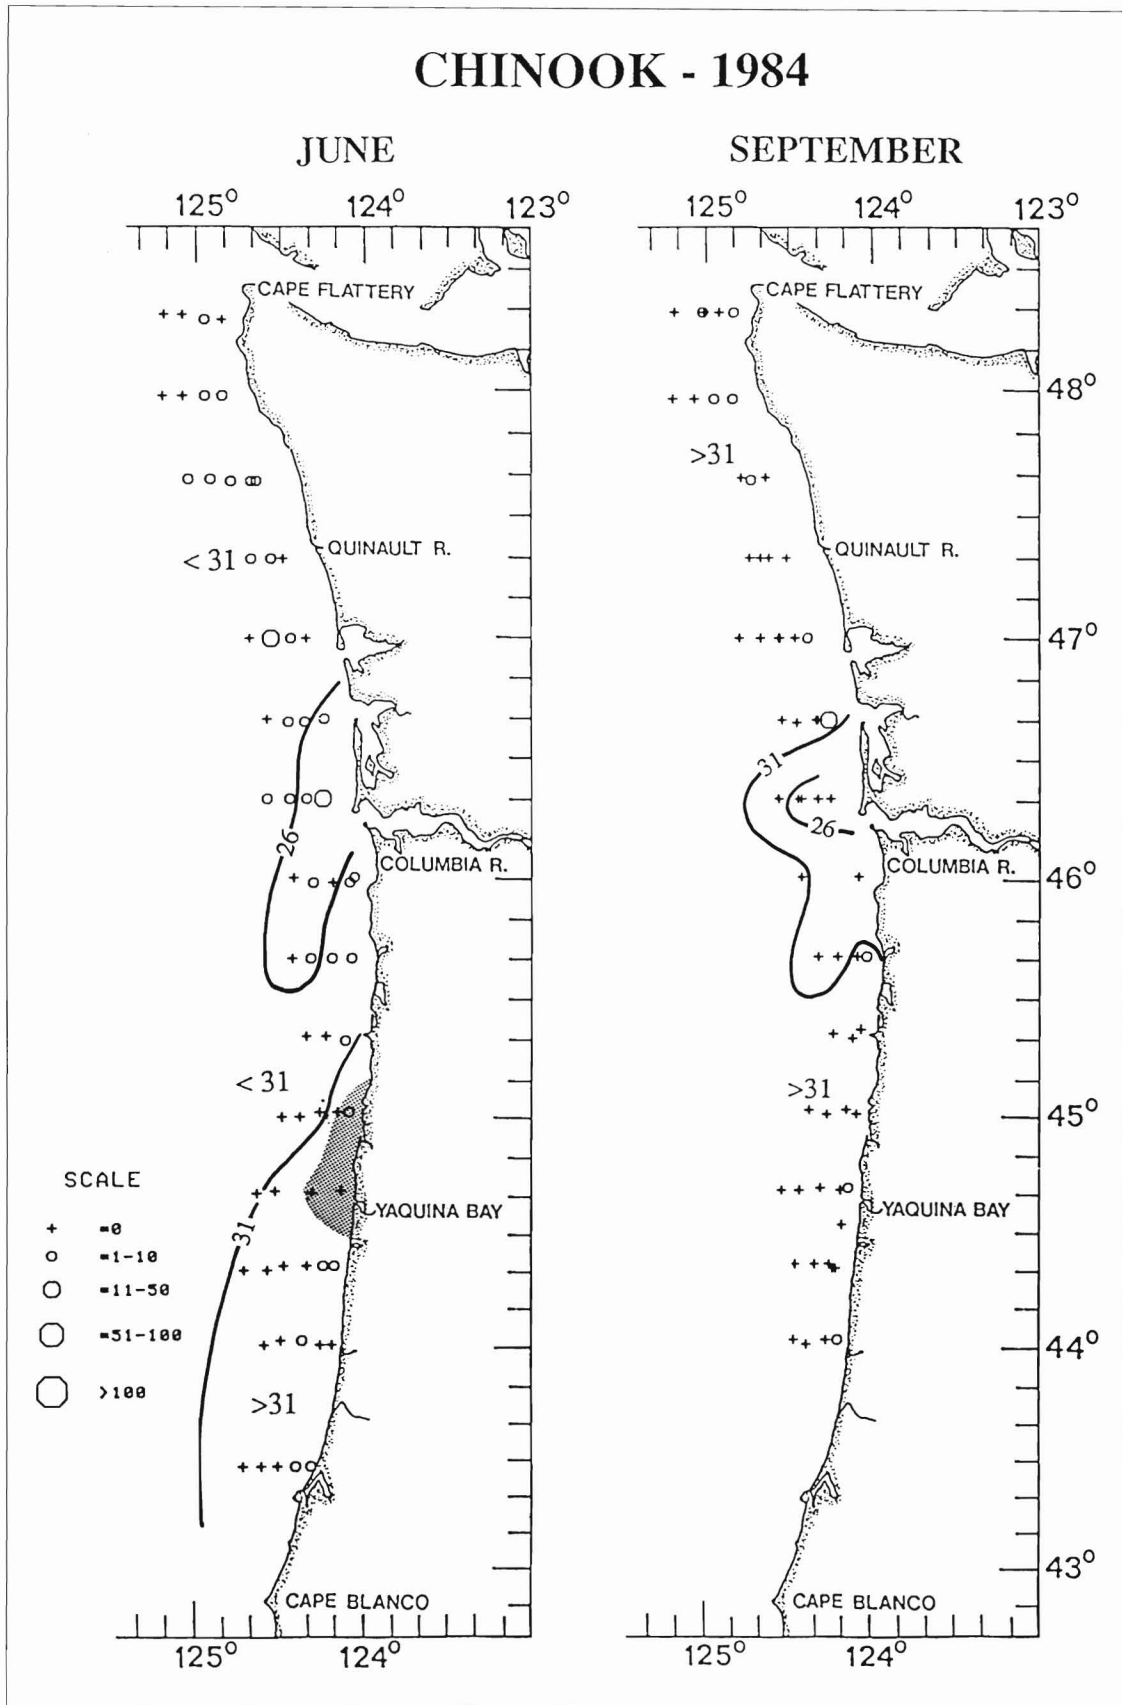 CHINOOK - 1984
JUNE
SEPTEMBER
125° 124° 123°
125° 124° 123°
CAPE FLATTERY
CAPE FLATTERY
48°
>31
< 31
QUINAULT R.
QUINAULT R.
47°
31
26
26
COLUMBIA R.
COLUMBIA R.
46°
< 31
>31
45°
SCALE
+ =0
○ =1-10
○ =11-50
○ =51-100
○ >100
31
YAQUINA BAY
YAQUINA BAY
44°
>31
43°
CAPE BLANCO
CAPE BLANCO
125° 124°
125° 124°